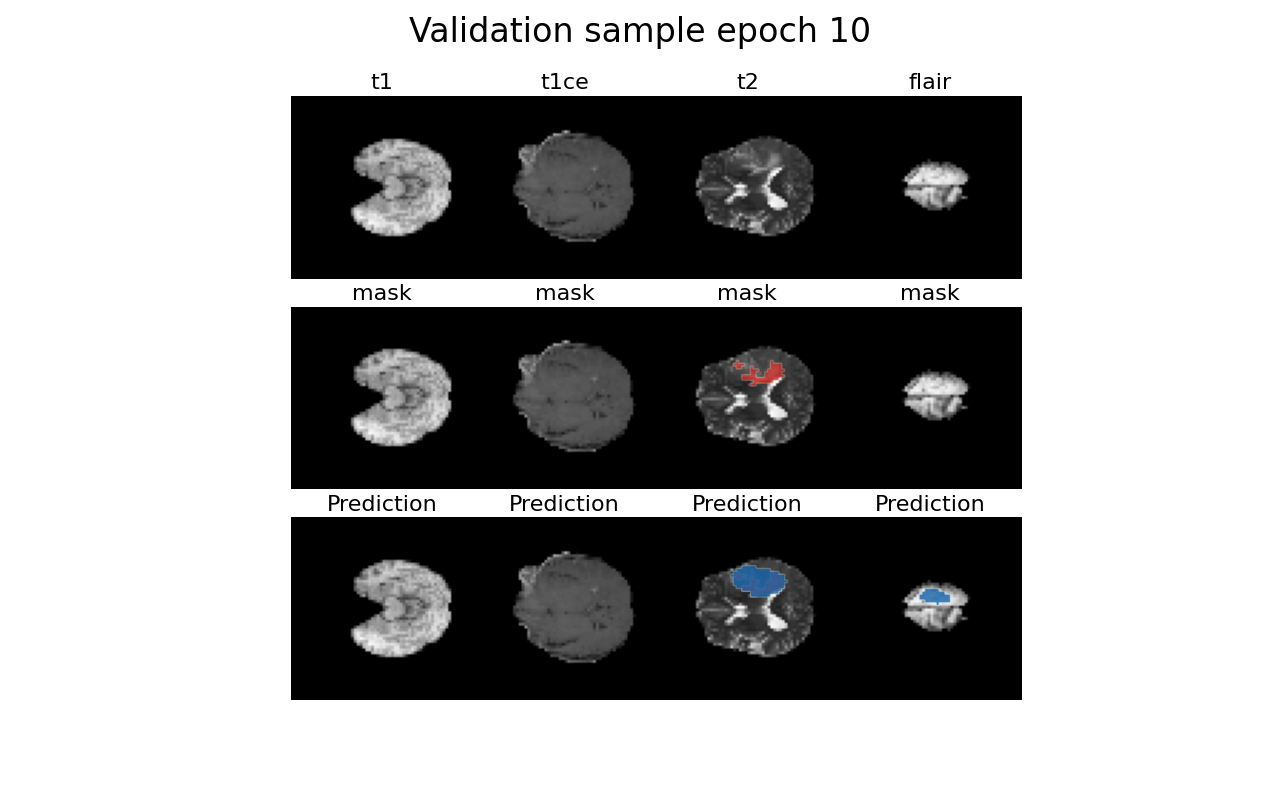 Validation sample epoch 10
t1 t1ce t2 flair
mask mask mask mask
Prediction Prediction Prediction Prediction